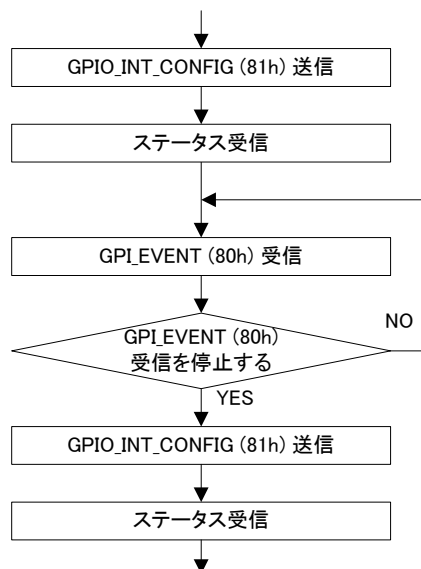 GPIO_INT_CONFIG (81h) 送信
ステータス受信
GPI_EVENT (80h) 受信
GPI_EVENT (80h)
受信を停止する
NO
YES
GPIO_INT_CONFIG (81h) 送信
ステータス受信